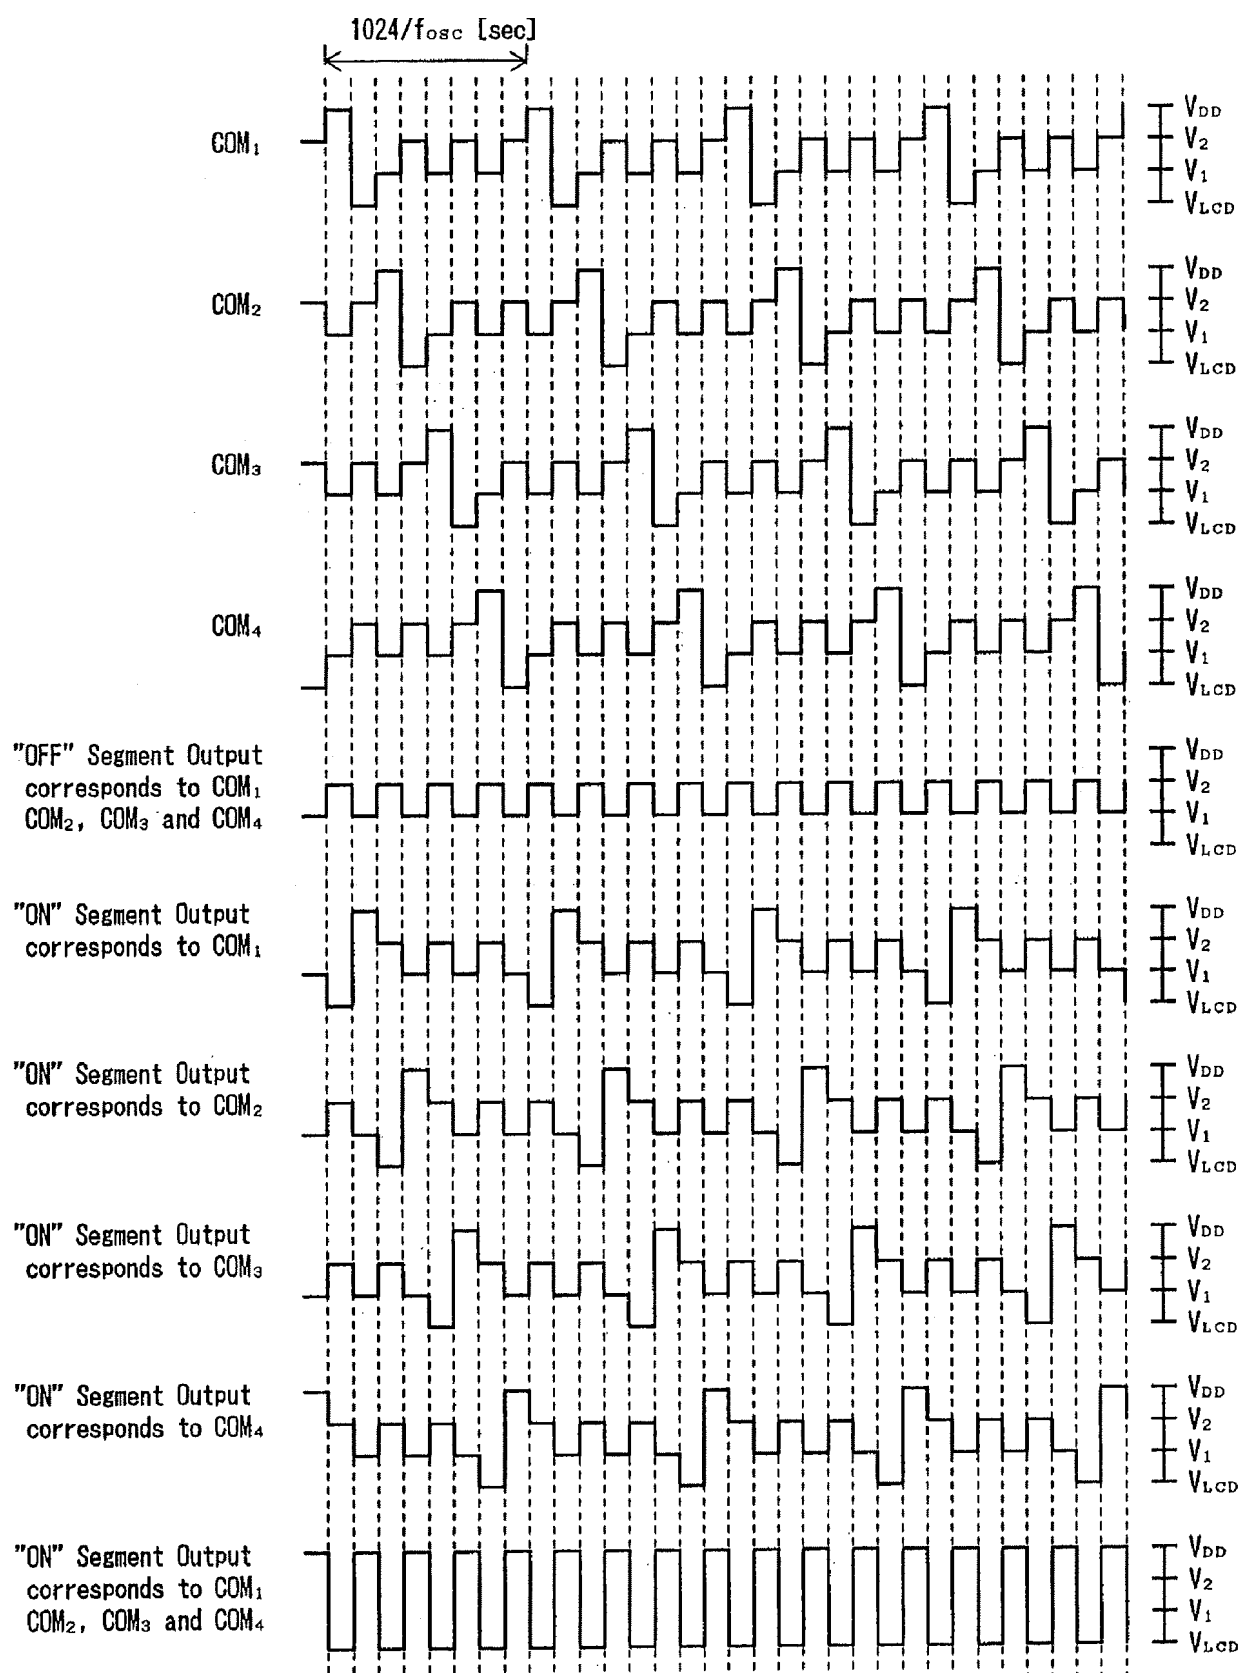 1024/fosc [sec]
COM₁
VDD
V₂
V₁
VLCD
COM₂
VDD
V₂
V₁
VLCD
COM₃
VDD
V₂
V₁
VLCD
COM₄
VDD
V₂
V₁
VLCD
"OFF" Segment Output
corresponds to COM₁
COM₂, COM₃ and COM₄
VDD
V₂
V₁
VLCD
"ON" Segment Output
corresponds to COM₁
VDD
V₂
V₁
VLCD
"ON" Segment Output
corresponds to COM₂
VDD
V₂
V₁
VLCD
"ON" Segment Output
corresponds to COM₃
VDD
V₂
V₁
VLCD
"ON" Segment Output
corresponds to COM₄
VDD
V₂
V₁
VLCD
"ON" Segment Output
corresponds to COM₁
COM₂, COM₃ and COM₄
VDD
V₂
V₁
VLCD